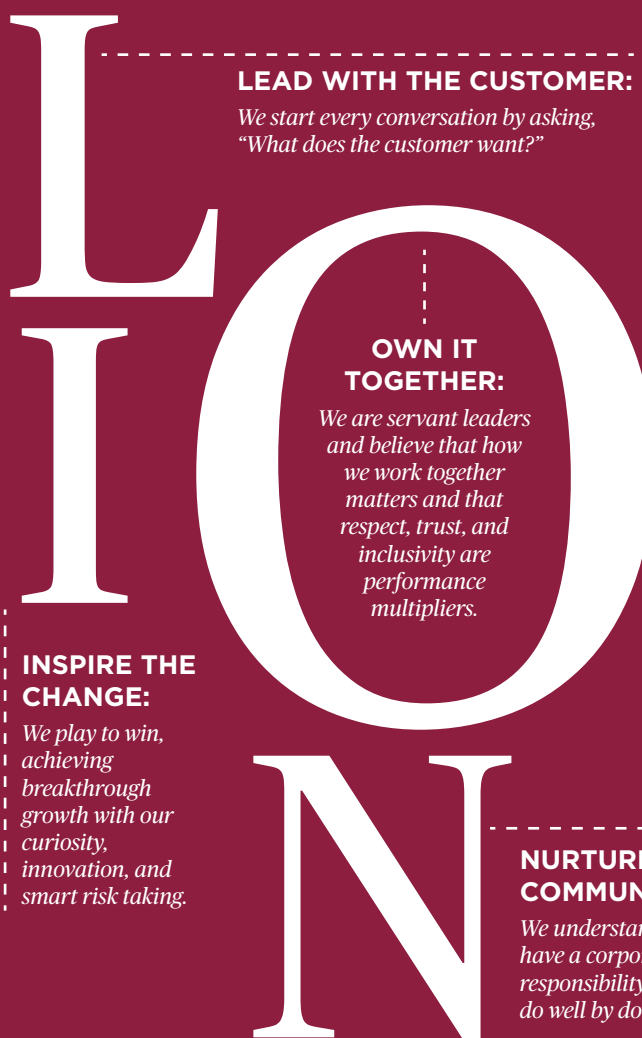 L
LEAD WITH THE CUSTOMER:
We start every conversation by asking,
“What does the customer want?”
I
INSPIRE THE
CHANGE:
We play to win,
achieving
breakthrough
growth with our
curiosity,
innovation, and
smart risk taking.
O
OWN IT
TOGETHER:
We are servant leaders
and believe that how
we work together
matters and that
respect, trust, and
inclusivity are
performance
multipliers.
N
We
have a
responsibility
do well by